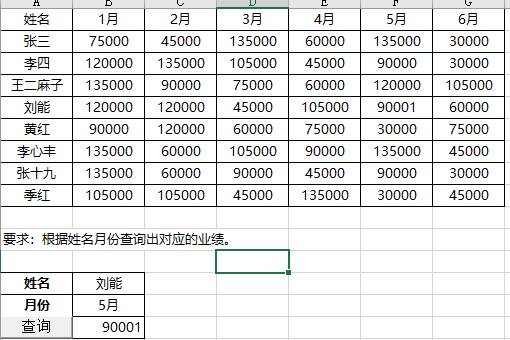 A B C D E F G
姓名 1月 2月 3月 4月 5月 6月
张三 75000 45000 135000 60000 135000 30000
李四 120000 135000 105000 45000 90000 30000
王二麻子 135000 90000 75000 60000 120000 105000
刘能 120000 120000 45000 105000 90001 60000
黄红 90000 120000 60000 75000 30000 75000
李心丰 135000 60000 105000 90000 135000 45000
张十九 135000 60000 90000 45000 90000 30000
季红 105000 105000 45000 135000 30000 45000
要求：根据姓名月份查询出对应的业绩。
姓名 刘能
月份 5月
查询 90001